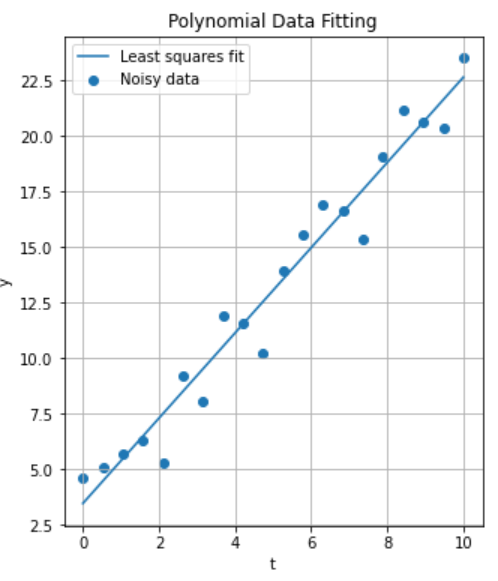 Polynomial Data Fitting
Least squares fit
Noisy data
22.5
20.0
17.5
15.0
12.5
10.0
7.5
5.0
2.5
y
0 2 4 6 8 10
t